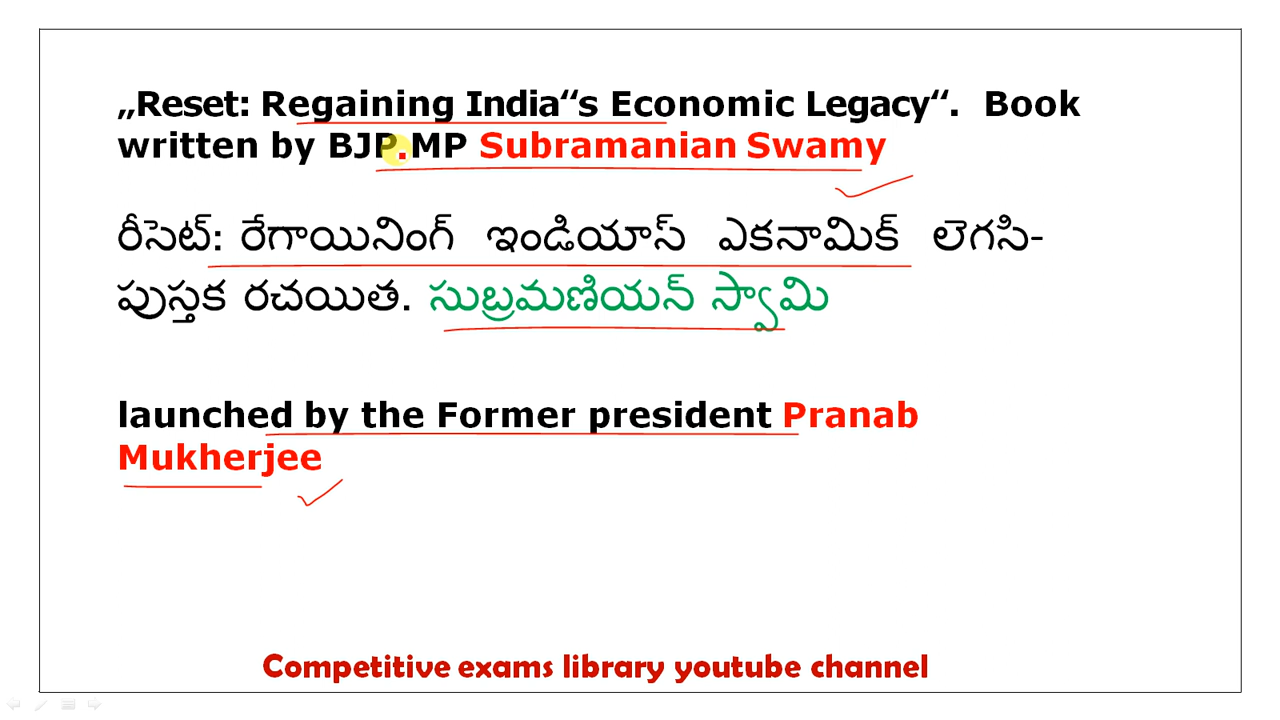 „Reset: Regaining India“s Economic Legacy“. Book
written by BJP.MP Subramanian Swamy
రీసెట్: రేగాయినింగ్ ఇండియాస్ ఎకనామిక్ లెగసి-
పుస్తక రచయిత. సుబ్రమణియన్ స్వామి
launched by the Former president Pranab
Mukherjee
Competitive exams library youtube channel